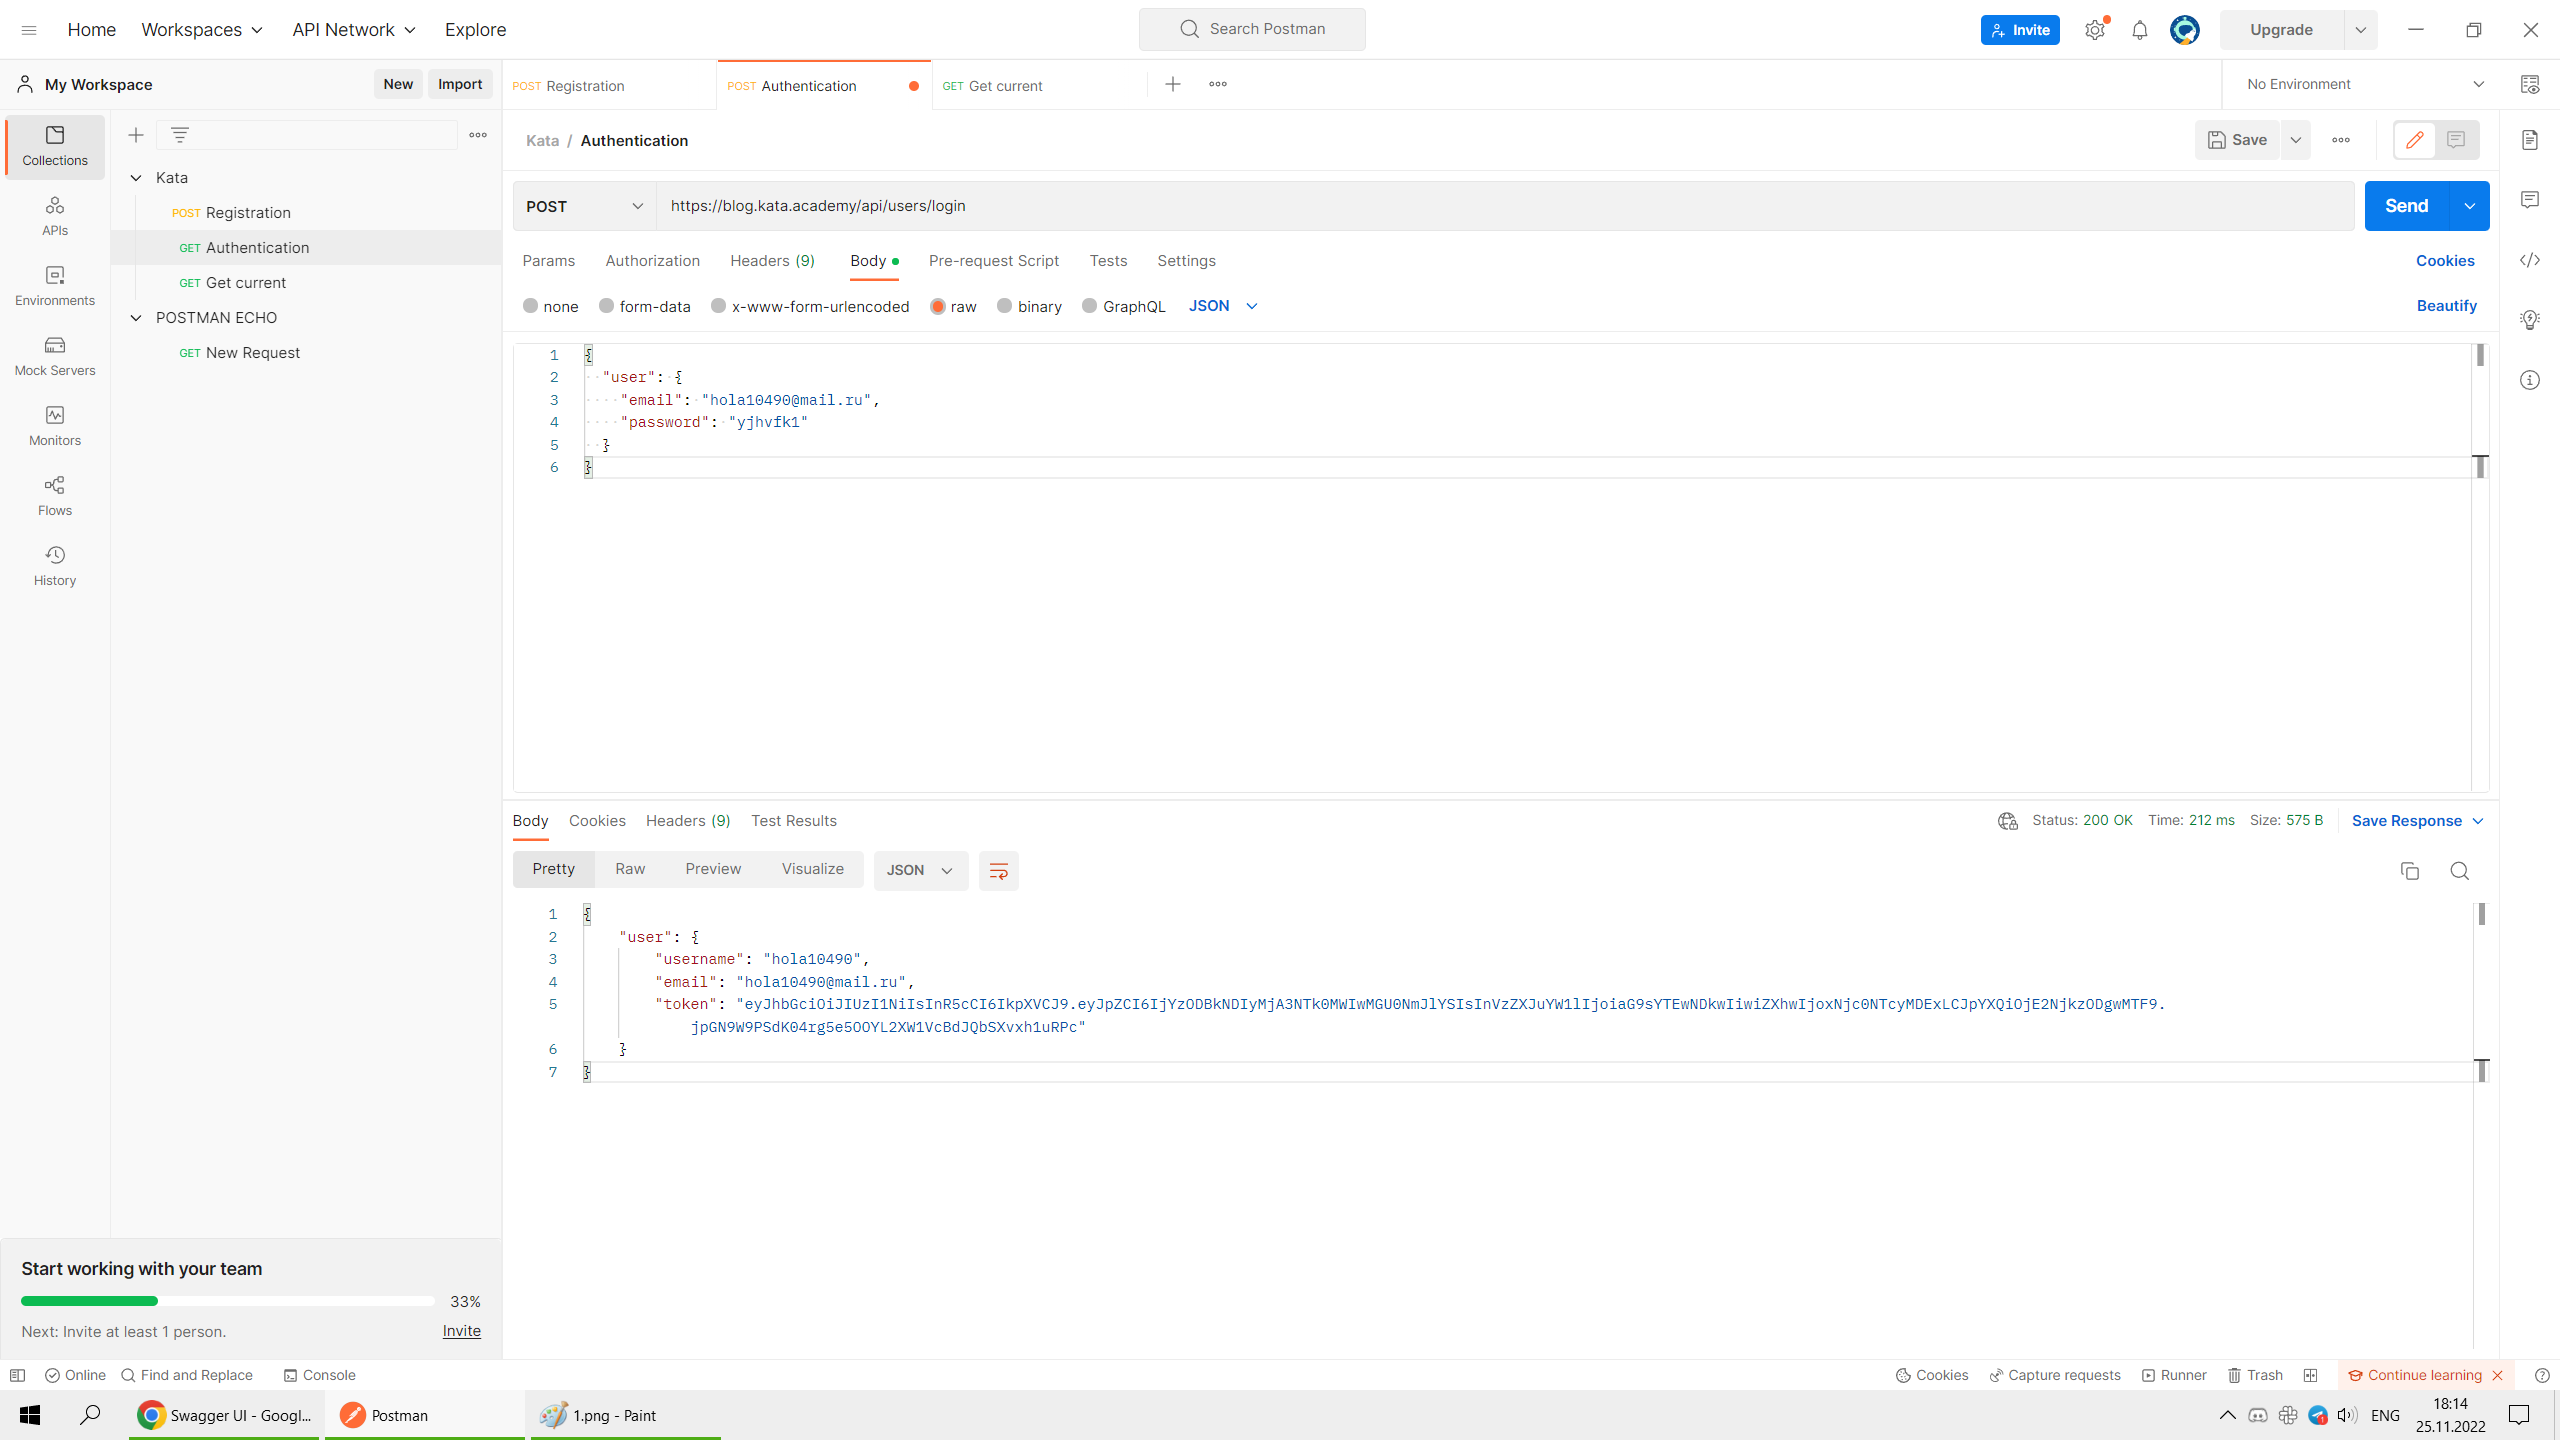 Home Workspaces API Network Explore Search Postman Invite Upgrade
My Workspace New Import POST Registration POST Authentication GET Get current No Environment
Collections
APIs
Environments
Mock Servers
Monitors
Flows
History
Kata
POST Registration
GET Authentication
GET Get current
POSTMAN ECHO
GET New Request
Kata / Authentication Save
POST https://blog.kata.academy/api/users/login Send
Params Authorization Headers (9) Body Pre-request Script Tests Settings Cookies
none form-data x-www-form-urlencoded raw binary GraphQL JSON Beautify
1 {
2 "user": {
3 "email": "hola10490@mail.ru",
4 "password": "yjhvfk1"
5 }
6 }
Body Cookies Headers (9) Test Results Status: 200 OK Time: 212 ms Size: 575 B Save Response
Pretty Raw Preview Visualize JSON
1 {
2 "user": {
3 "username": "hola10490",
4 "email": "hola10490@mail.ru",
5 "token": "eyJhbGciOiJIUzI1NiIsInR5cCI6IkpXVCJ9.eyJpZCI6IjYzODBkNDIyMjA3NTk0MWIwMGU0NmJlYSIsInVzZXJuYW1lIjoiaG9sYTEwNDkwIiwiZXhwIjoxNjc0NTcyMDExLCJpYXQiOjE2NjkzODgwMTF9.
jpGN9W9PSdK04rg5e5OOYL2XW1VcBdJQbSXvxh1uRPc"
6 }
7 }
Start working with your team
33%
Next: Invite at least 1 person. Invite
Online Find and Replace Console Cookies Capture requests Runner Trash Continue learning
Swagger UI - Googl... Postman 1.png - Paint ENG 18:14
25.11.2022